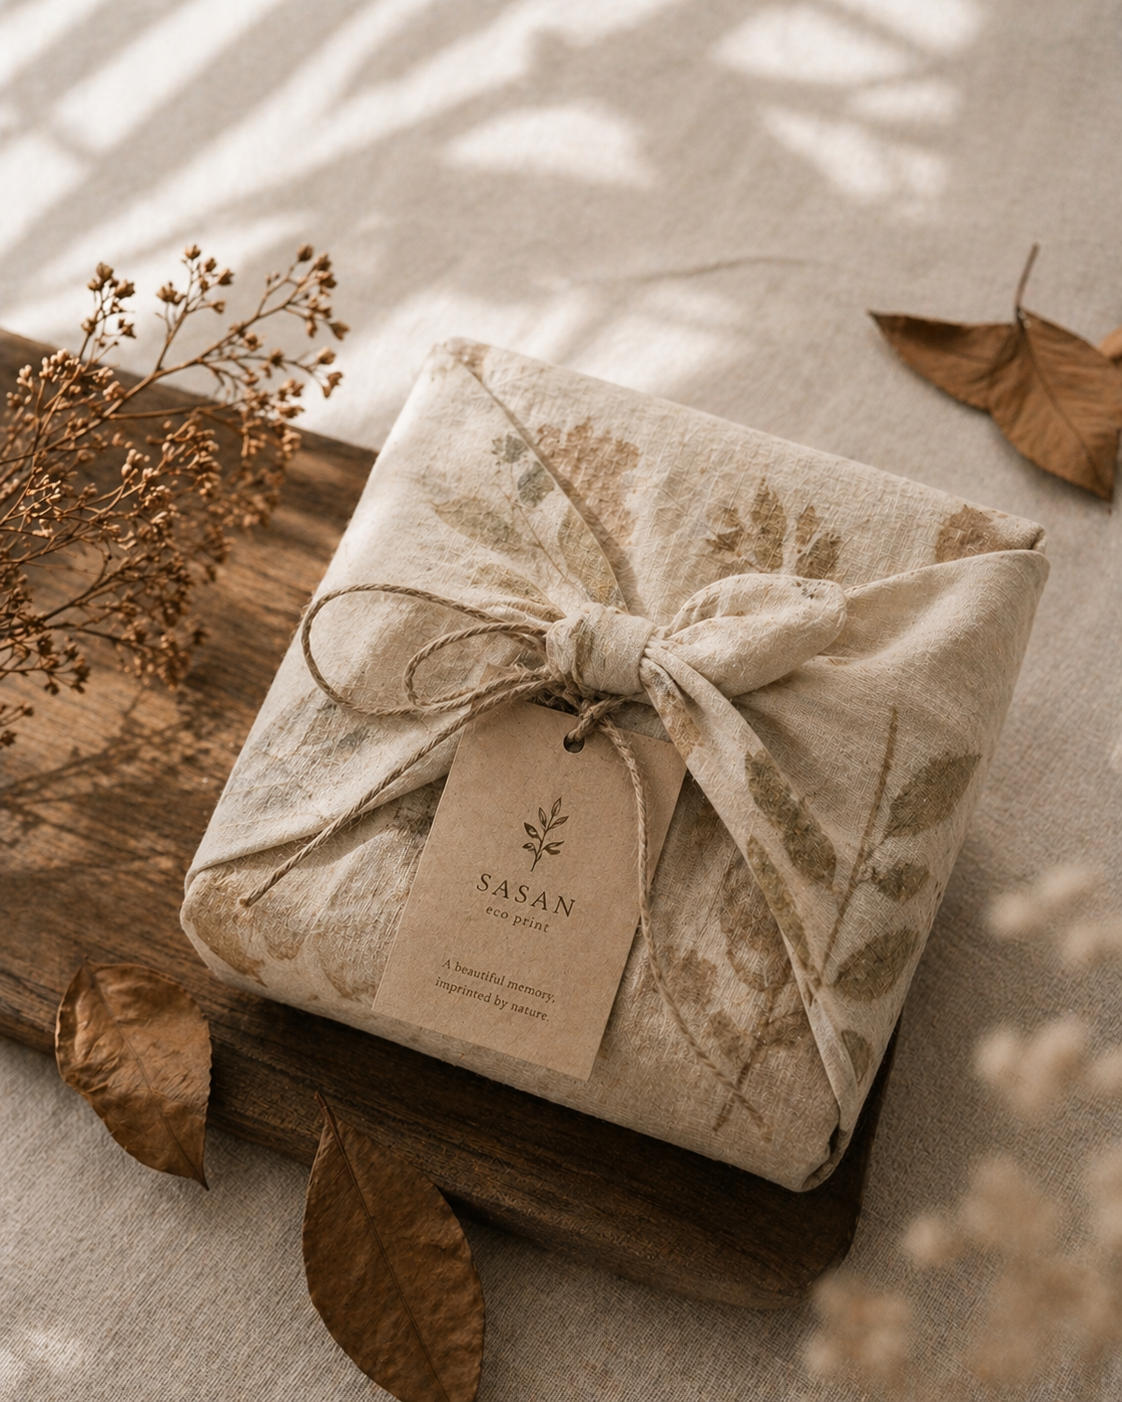 SASAN
eco print
A beautiful memory,
imprinted by nature.